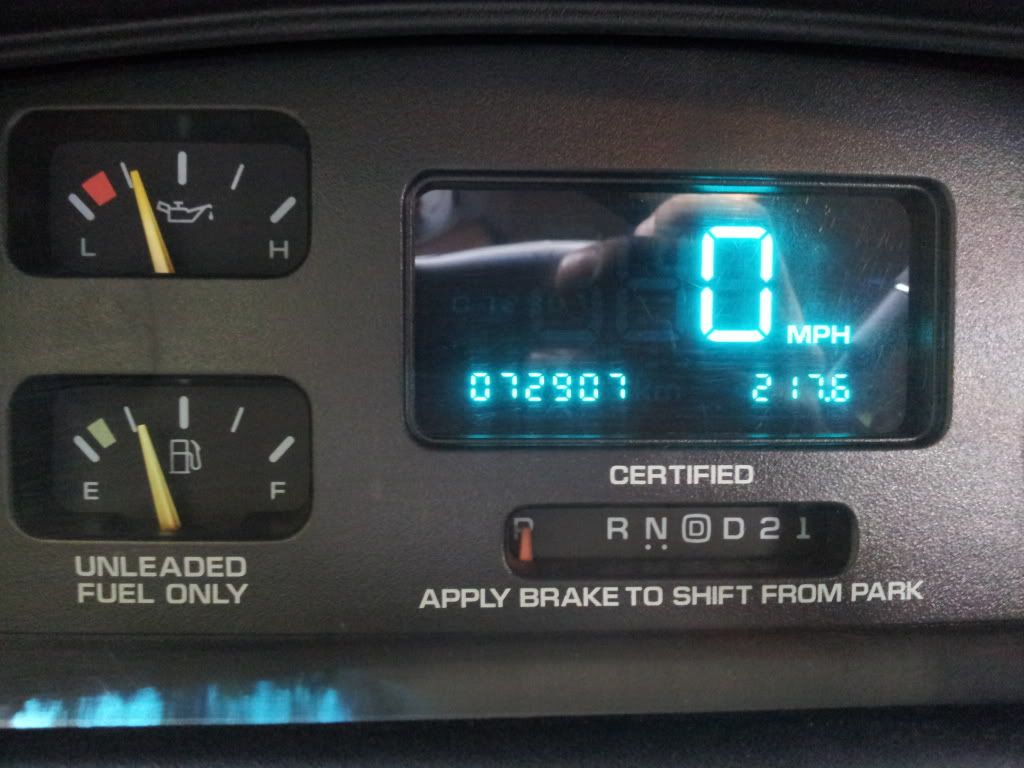 L H
0
MPH
072907 217.6
E F
CERTIFIED
P R N D D 2 1
UNLEADED
FUEL ONLY
APPLY BRAKE TO SHIFT FROM PARK